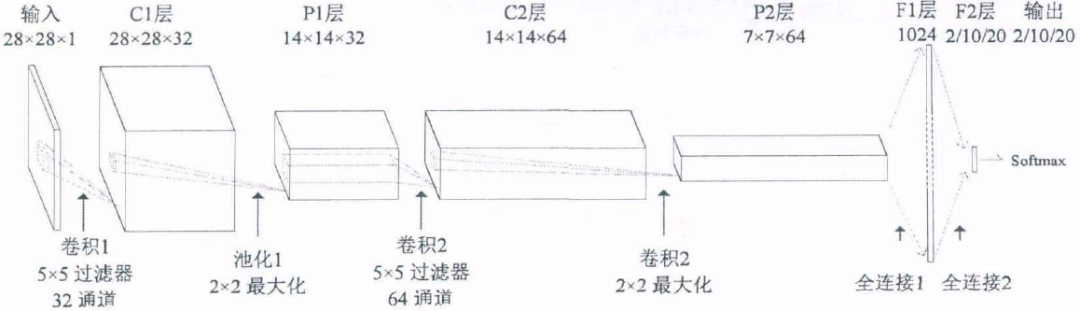 输入 C1层 P1层 C2层 P2层 F1层 F2层 输出
28×28×1 28×28×32 14×14×32 14×14×64 7×7×64 1024 2/10/20 2/10/20
Softmax
卷积1
5×5 过滤器
32 通道
池化1
2×2 最大化
卷积2
5×5 过滤器
64 通道
卷积2
2×2 最大化
全连接1 全连接2